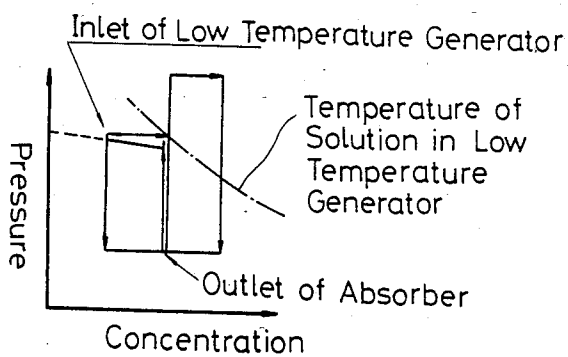 Inlet of Low Temperature Generator
Temperature of
Solution in Low
Temperature
Generator
Pressure
Outlet of Absorber
Concentration